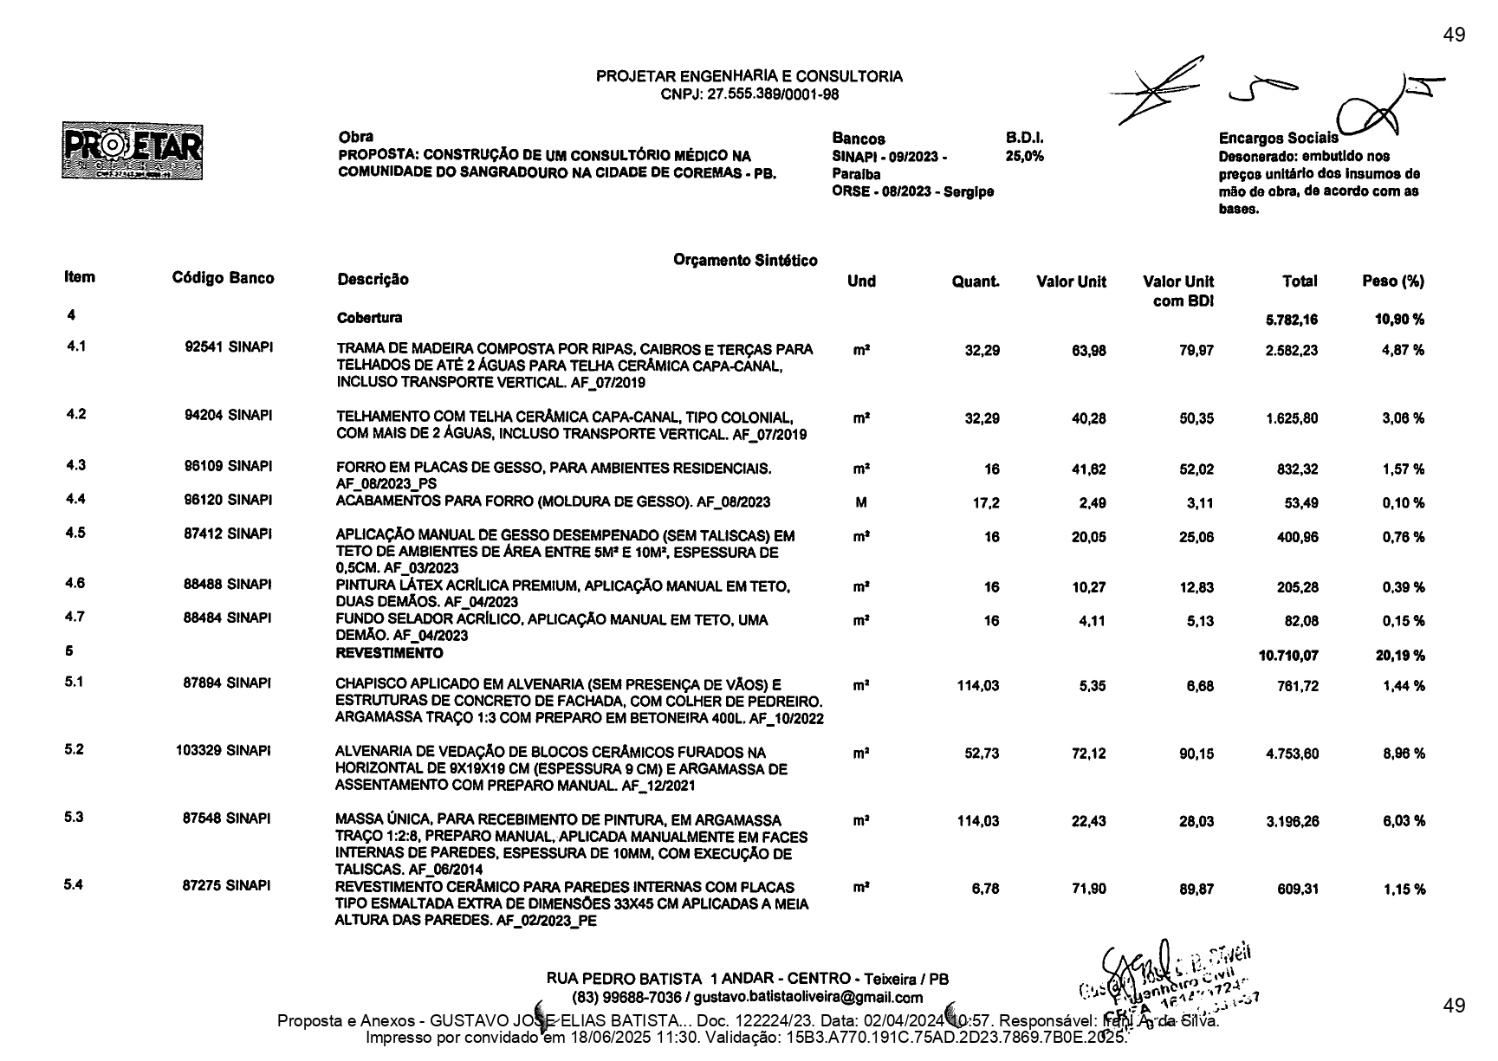 49
PROJETAR ENGENHARIA E CONSULTORIA
CNPJ: 27.555.389/0001-98
PROJETAR
Obra
PROPOSTA: CONSTRUÇÃO DE UM CONSULTÓRIO MÉDICO NA
COMUNIDADE DO SANGRADOURO NA CIDADE DE COREMAS - PB.
Bancos
SINAPI - 09/2023 -
Paraíba
ORSE - 08/2023 - Sergipe
B.D.I.
25,0%
Encargos Sociais
Desonerado: embutido nos
preços unitário dos insumos de
mão de obra, de acordo com as
bases.
Orçamento Sintético
Item Código Banco Descrição Und Quant. Valor Unit Valor Unit Total Peso (%)
com BDI
4 Cobertura 5.782,16 10,90 %
4.1 92541 SINAPI TRAMA DE MADEIRA COMPOSTA POR RIPAS, CAIBROS E TERÇAS PARA m² 32,29 63,98 79,97 2.582,23 4,87 %
TELHADOS DE ATÉ 2 ÁGUAS PARA TELHA CERÂMICA CAPA-CANAL,
INCLUSO TRANSPORTE VERTICAL. AF_07/2019
4.2 94204 SINAPI TELHAMENTO COM TELHA CERÂMICA CAPA-CANAL, TIPO COLONIAL, m² 32,29 40,28 50,35 1.625,80 3,06 %
COM MAIS DE 2 ÁGUAS, INCLUSO TRANSPORTE VERTICAL. AF_07/2019
4.3 96109 SINAPI FORRO EM PLACAS DE GESSO, PARA AMBIENTES RESIDENCIAIS. m² 16 41,62 52,02 832,32 1,57 %
AF_08/2023_PS
4.4 96120 SINAPI ACABAMENTOS PARA FORRO (MOLDURA DE GESSO). AF_08/2023 M 17,2 2,49 3,11 53,49 0,10 %
4.5 87412 SINAPI APLICAÇÃO MANUAL DE GESSO DESEMPENADO (SEM TALISCAS) EM m² 16 20,05 25,06 400,96 0,76 %
TETO DE AMBIENTES DE ÁREA ENTRE 5M² E 10M², ESPESSURA DE
0,5CM. AF_03/2023
4.6 88488 SINAPI PINTURA LÁTEX ACRÍLICA PREMIUM, APLICAÇÃO MANUAL EM TETO, m² 16 10,27 12,83 205,28 0,39 %
DUAS DEMÃOS. AF_04/2023
4.7 88484 SINAPI FUNDO SELADOR ACRÍLICO, APLICAÇÃO MANUAL EM TETO, UMA m² 16 4,11 5,13 82,08 0,15 %
DEMÃO. AF_04/2023
5 REVESTIMENTO 10.710,07 20,19 %
5.1 87894 SINAPI CHAPISCO APLICADO EM ALVENARIA (SEM PRESENÇA DE VÃOS) E m² 114,03 5,35 6,68 761,72 1,44 %
ESTRUTURAS DE CONCRETO DE FACHADA, COM COLHER DE PEDREIRO.
ARGAMASSA TRAÇO 1:3 COM PREPARO EM BETONEIRA 400L. AF_10/2022
5.2 103329 SINAPI ALVENARIA DE VEDAÇÃO DE BLOCOS CERÂMICOS FURADOS NA m² 52,73 72,12 90,15 4.753,60 8,96 %
HORIZONTAL DE 9X19X19 CM (ESPESSURA 9 CM) E ARGAMASSA DE
ASSENTAMENTO COM PREPARO MANUAL. AF_12/2021
5.3 87548 SINAPI MASSA ÚNICA, PARA RECEBIMENTO DE PINTURA, EM ARGAMASSA m² 114,03 22,43 28,03 3.196,26 6,03 %
TRAÇO 1:2:8, PREPARO MANUAL, APLICADA MANUALMENTE EM FACES
INTERNAS DE PAREDES, ESPESSURA DE 10MM, COM EXECUÇÃO DE
TALISCAS. AF_06/2014
5.4 87275 SINAPI REVESTIMENTO CERÂMICO PARA PAREDES INTERNAS COM PLACAS m² 6,78 71,90 89,87 609,31 1,15 %
TIPO ESMALTADA EXTRA DE DIMENSÕES 33X45 CM APLICADAS A MEIA
ALTURA DAS PAREDES. AF_02/2023_PE
RUA PEDRO BATISTA 1 ANDAR - CENTRO - Teixeira / PB
(83) 99688-7036 / gustavo.batistaoliveira@gmail.com
49
Proposta e Anexos - GUSTAVO JOSE ELIAS BATISTA... Doc. 122224/23. Data: 02/04/2024 10:57. Responsável: Irani A. da Silva.
Impresso por convidado em 18/06/2025 11:30. Validação: 15B3.A770.191C.75AD.2D23.7869.7B0E.2025.